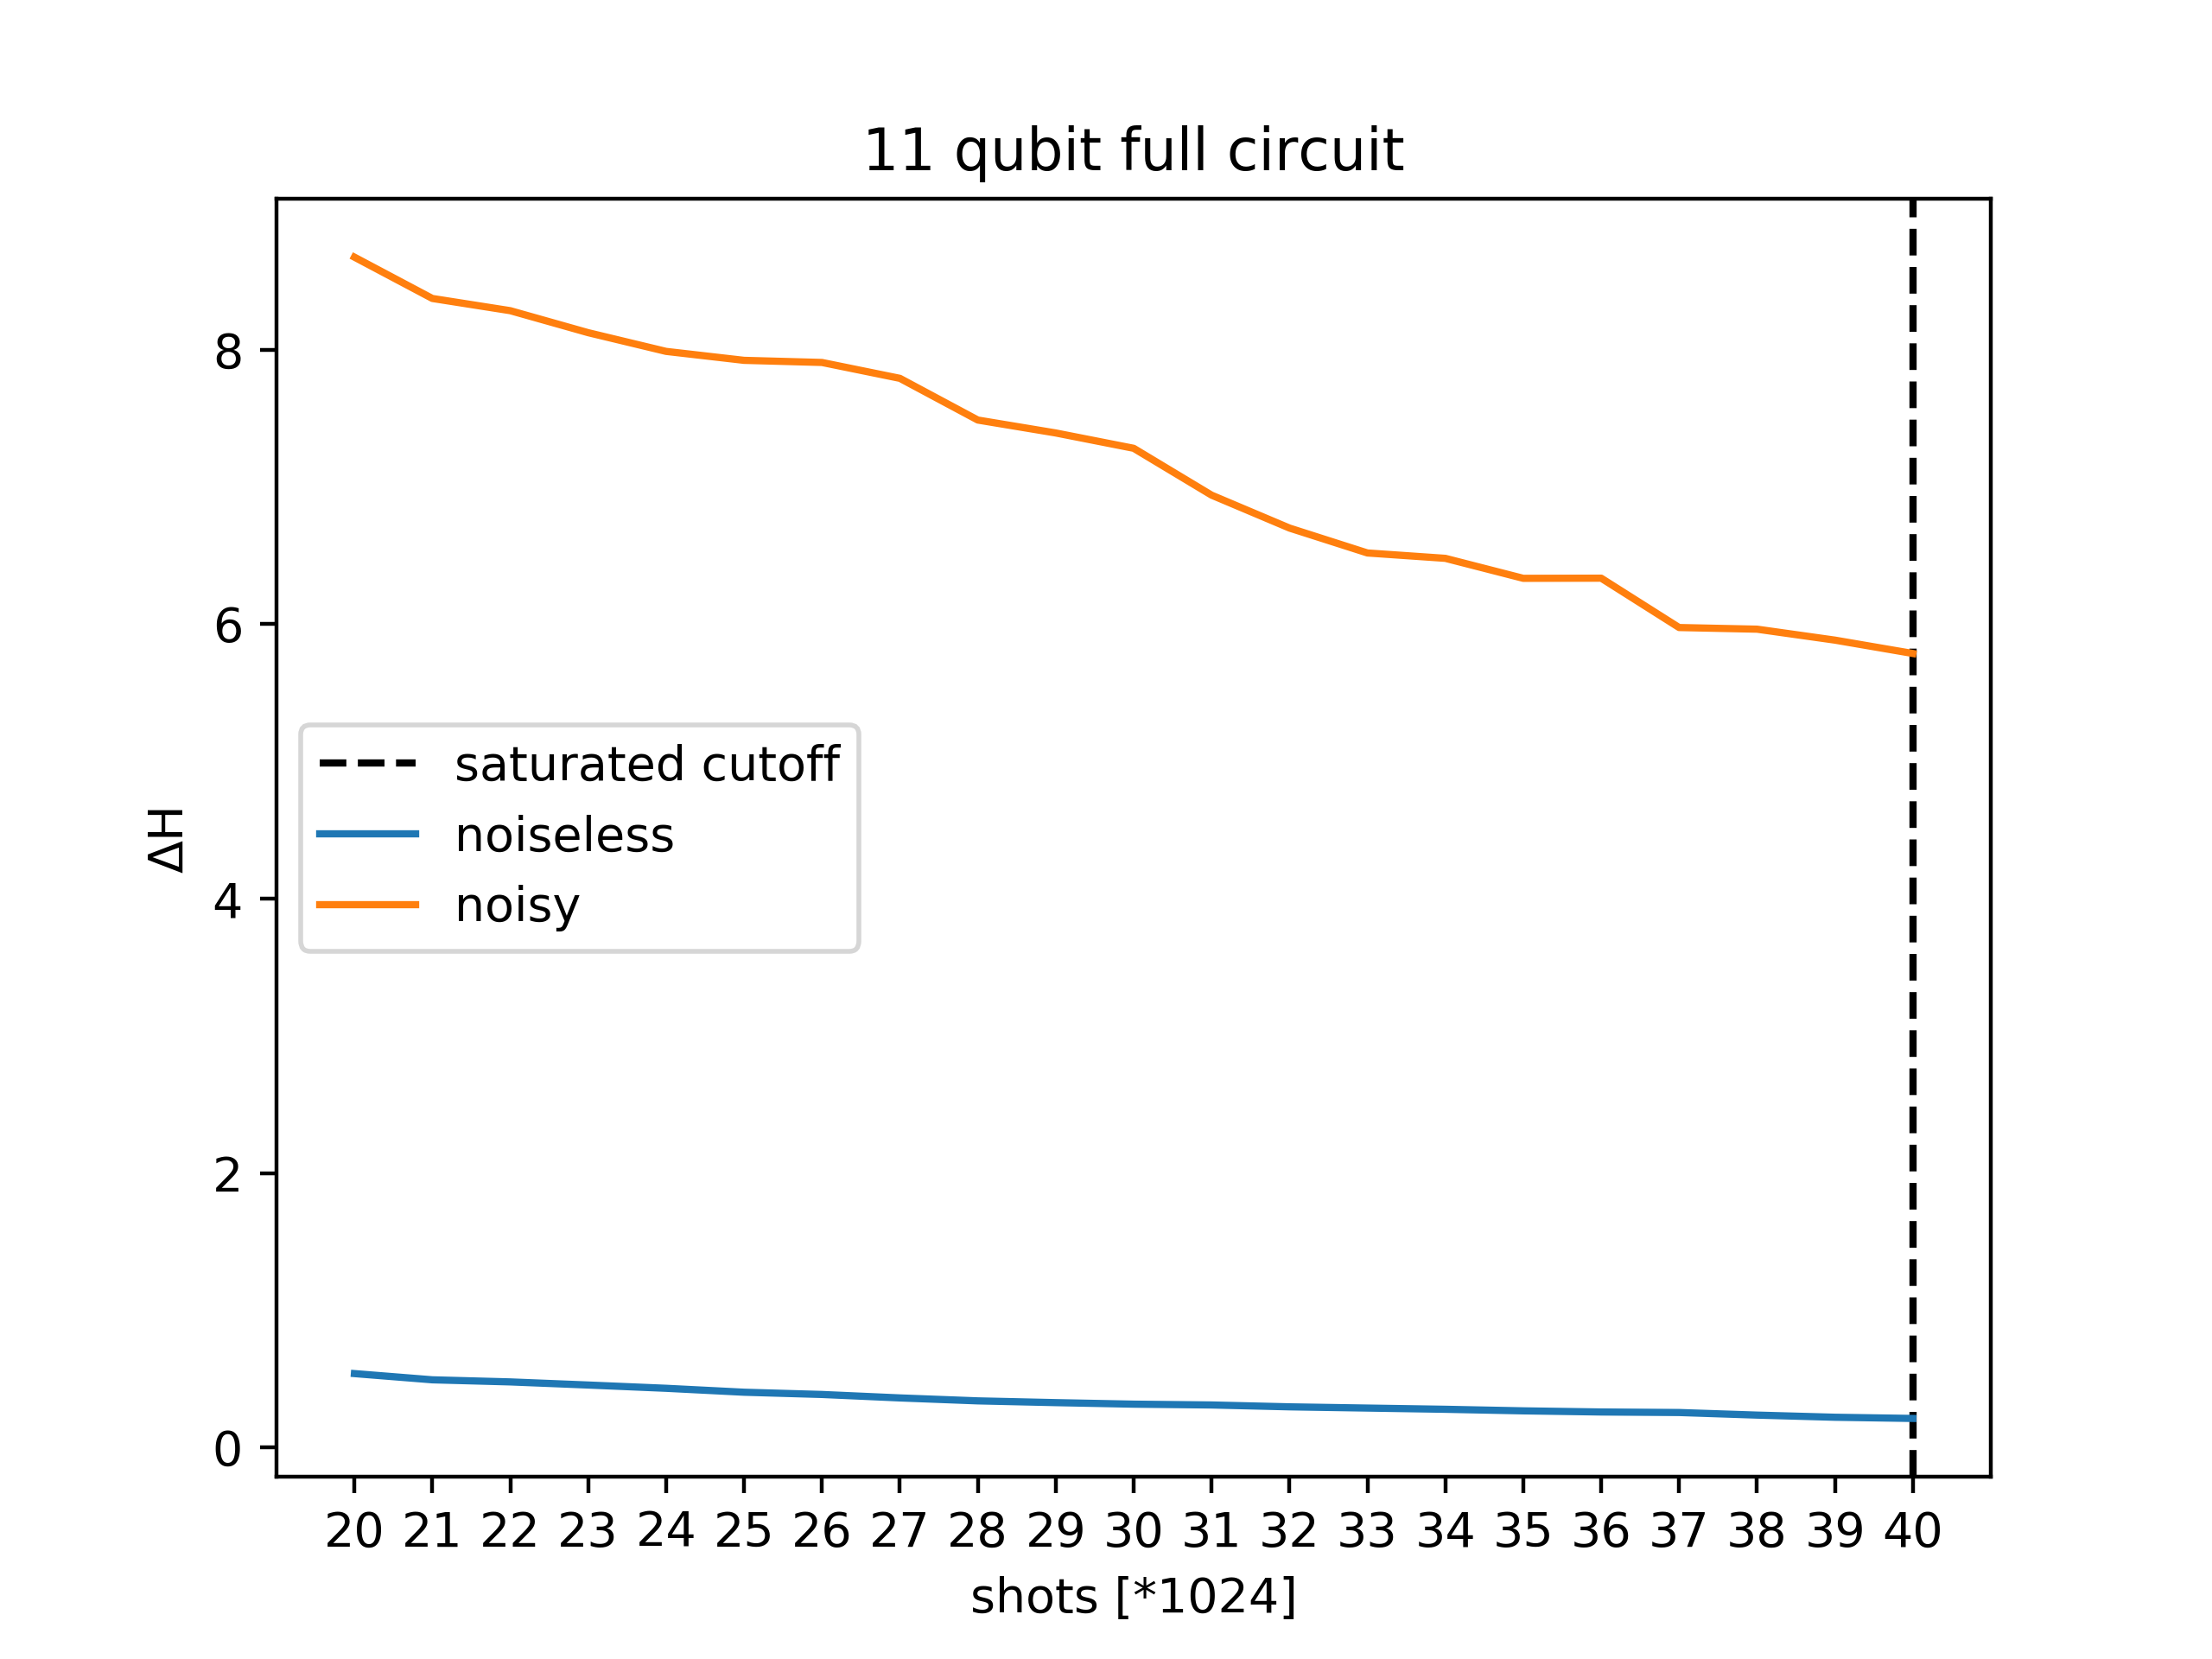 11 qubit full circuit
8
6
4
2
0
ΔH
saturated cutoff
noiseless
noisy
20 21 22 23 24 25 26 27 28 29 30 31 32 33 34 35 36 37 38 39 40
shots [*1024]